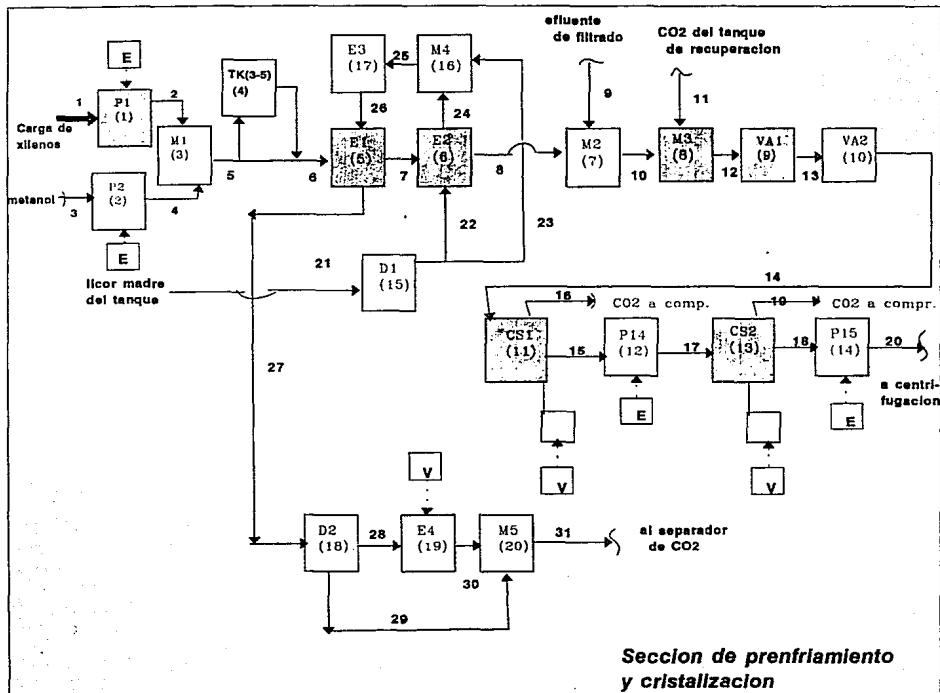 efluente
de filtrado
CO2 del tanque
de recuperacion
E
E3
(17)
25
M4
(16)
TK(3-5)
(4)
1
P1
(1)
2
26
24
9
11
Carga de
xilenos
M1
(3)
5
6
E1
(5)
7
E2
(6)
8
M2
(7)
10
M3
(8)
12
VA1
(9)
13
VA2
(10)
metanol
3
P2
(2)
4
E
22
23
21
D1
(15)
licor madre
del tanque
14
16
CO2 a comp.
19
CO2 a compr.
CS1
(11)
15
P14
(12)
17
CS2
(13)
18
P15
(14)
20
27
a centri-
fugacion
E
E
V
V
V
D2
(18)
28
E4
(19)
M5
(20)
31
al separador
de CO2
30
29
Seccion de prenfriamiento
y cristalizacion